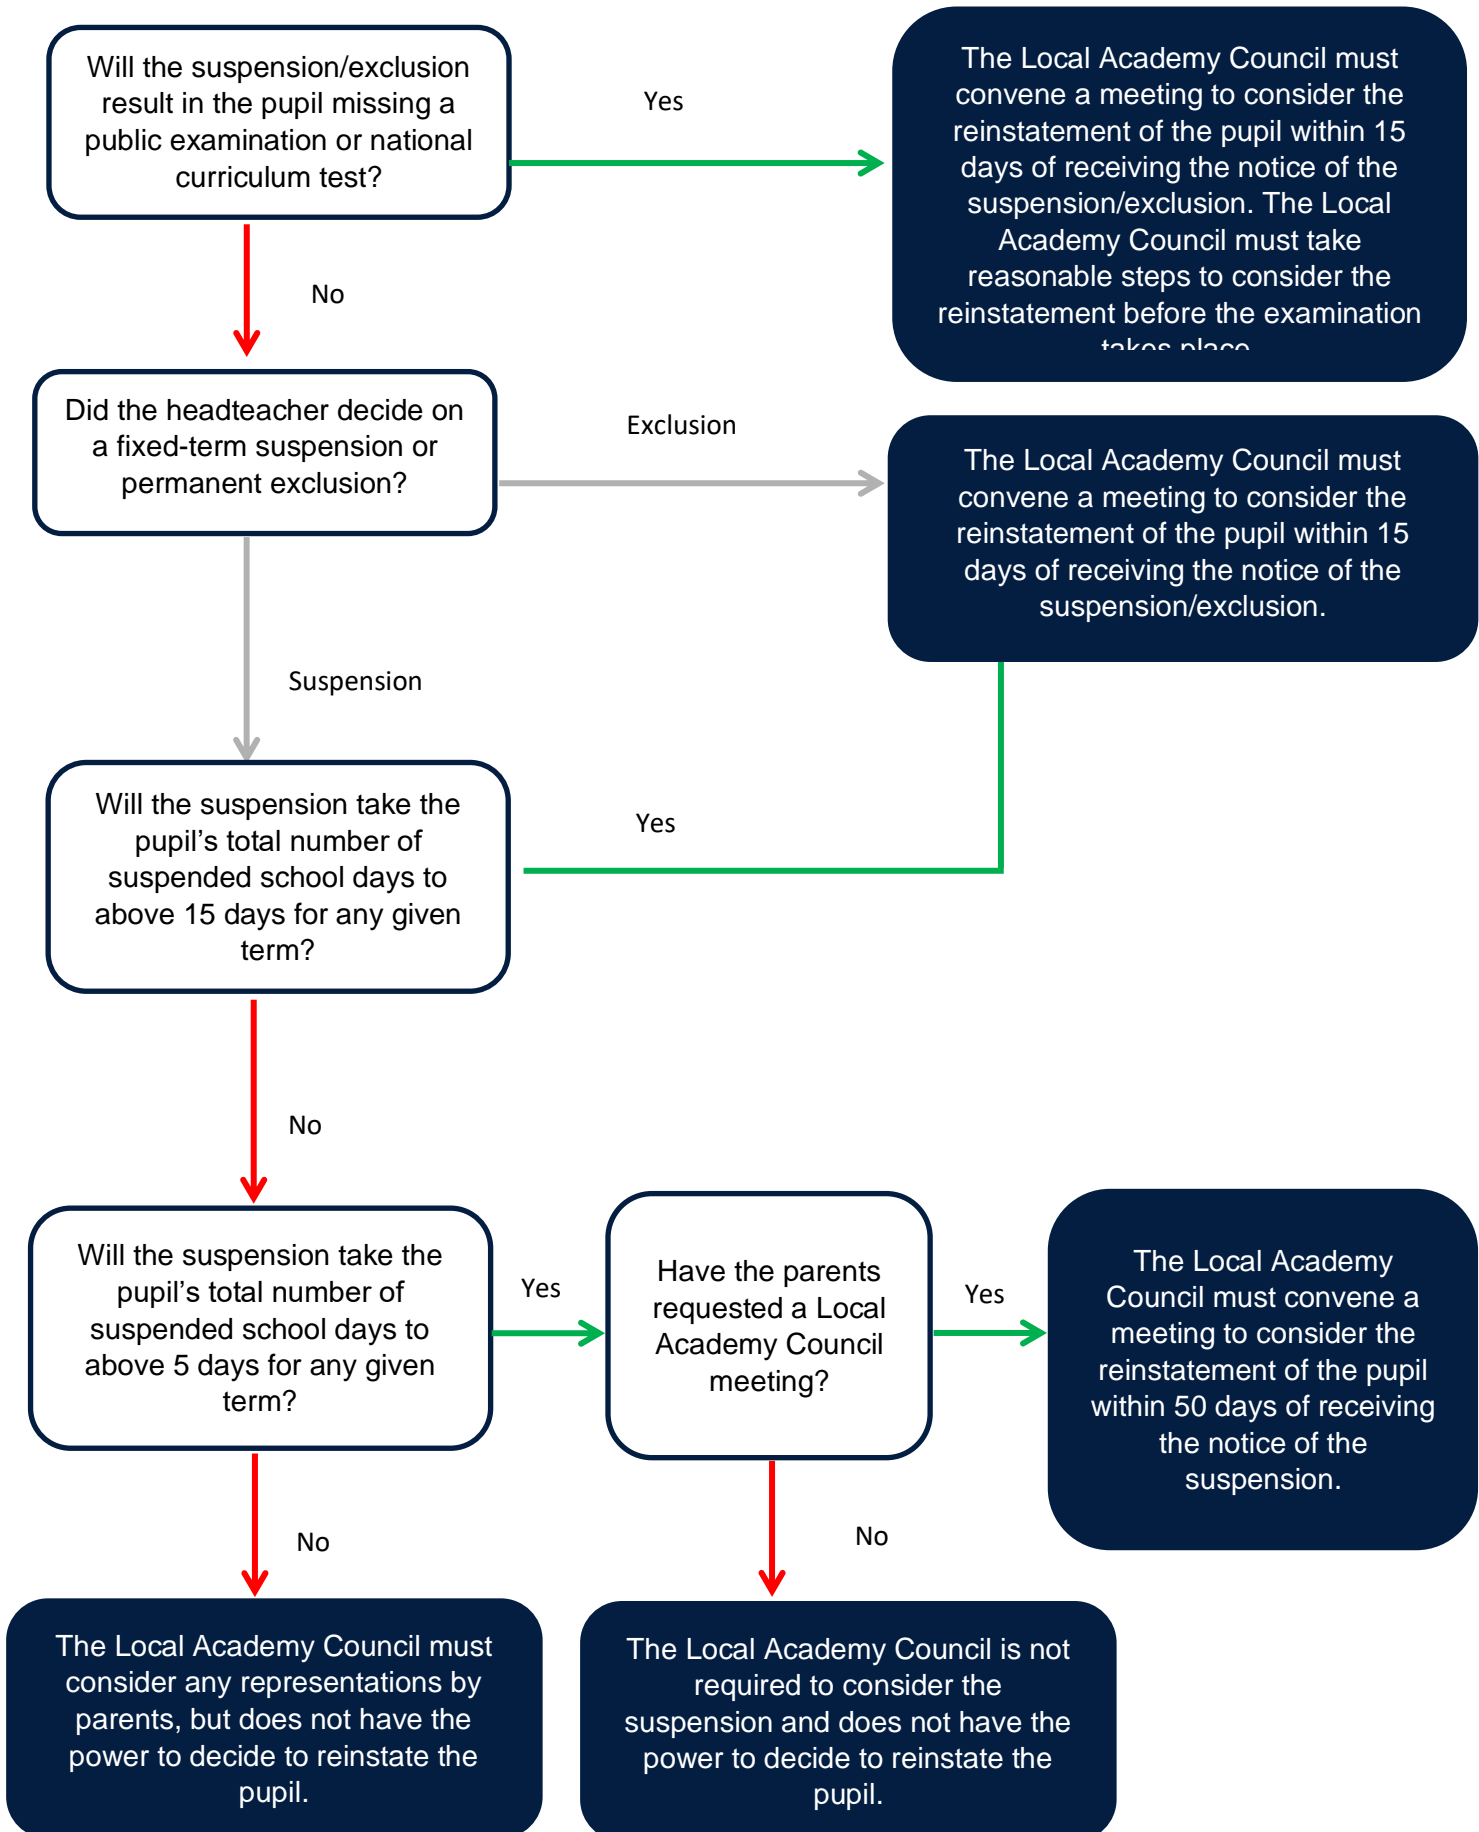 Will the suspension/exclusion
result in the pupil missing a
public examination or national
curriculum test?
Yes
The Local Academy Council must
convene a meeting to consider the
reinstatement of the pupil within 15
days of receiving the notice of the
suspension/exclusion. The Local
Academy Council must take
reasonable steps to consider the
reinstatement before the examination
takes place.
No
Did the headteacher decide on
a fixed-term suspension or
permanent exclusion?
Exclusion
The Local Academy Council must
convene a meeting to consider the
reinstatement of the pupil within 15
days of receiving the notice of the
suspension/exclusion.
Suspension
Will the suspension take the
pupil’s total number of
suspended school days to
above 15 days for any given
term?
Yes
No
Will the suspension take the
pupil’s total number of
suspended school days to
above 5 days for any given
term?
Yes
Have the parents
requested a Local
Academy Council
meeting?
Yes
The Local Academy
Council must convene a
meeting to consider the
reinstatement of the pupil
within 50 days of receiving
the notice of the
suspension.
No
No
The Local Academy Council must
consider any representations by
parents, but does not have the
power to decide to reinstate the
pupil.
The Local Academy Council is not
required to consider the
suspension and does not have the
power to decide to reinstate the
pupil.